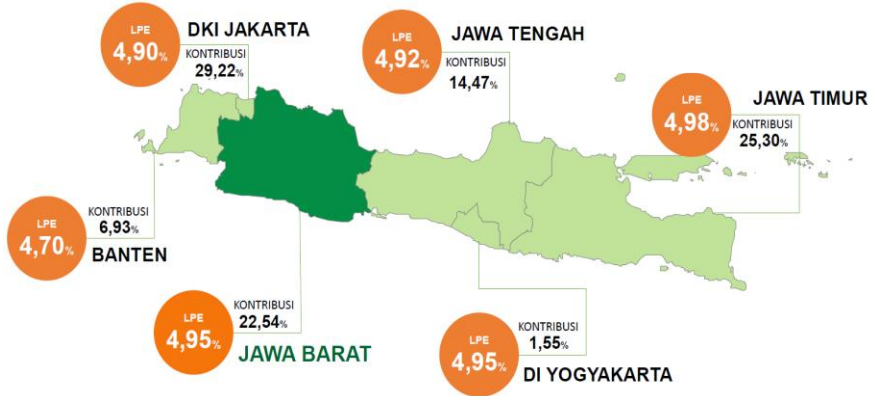 LPE
4,90%
DKI JAKARTA
KONTRIBUSI
29,22%
LPE
4,92%
JAWA TENGAH
KONTRIBUSI
14,47%
LPE
4,98%
JAWA TIMUR
KONTRIBUSI
25,30%
LPE
4,70%
KONTRIBUSI
6,93%
BANTEN
LPE
4,95%
KONTRIBUSI
22,54%
JAWA BARAT
LPE
4,95%
KONTRIBUSI
1,55%
DI YOGYAKARTA